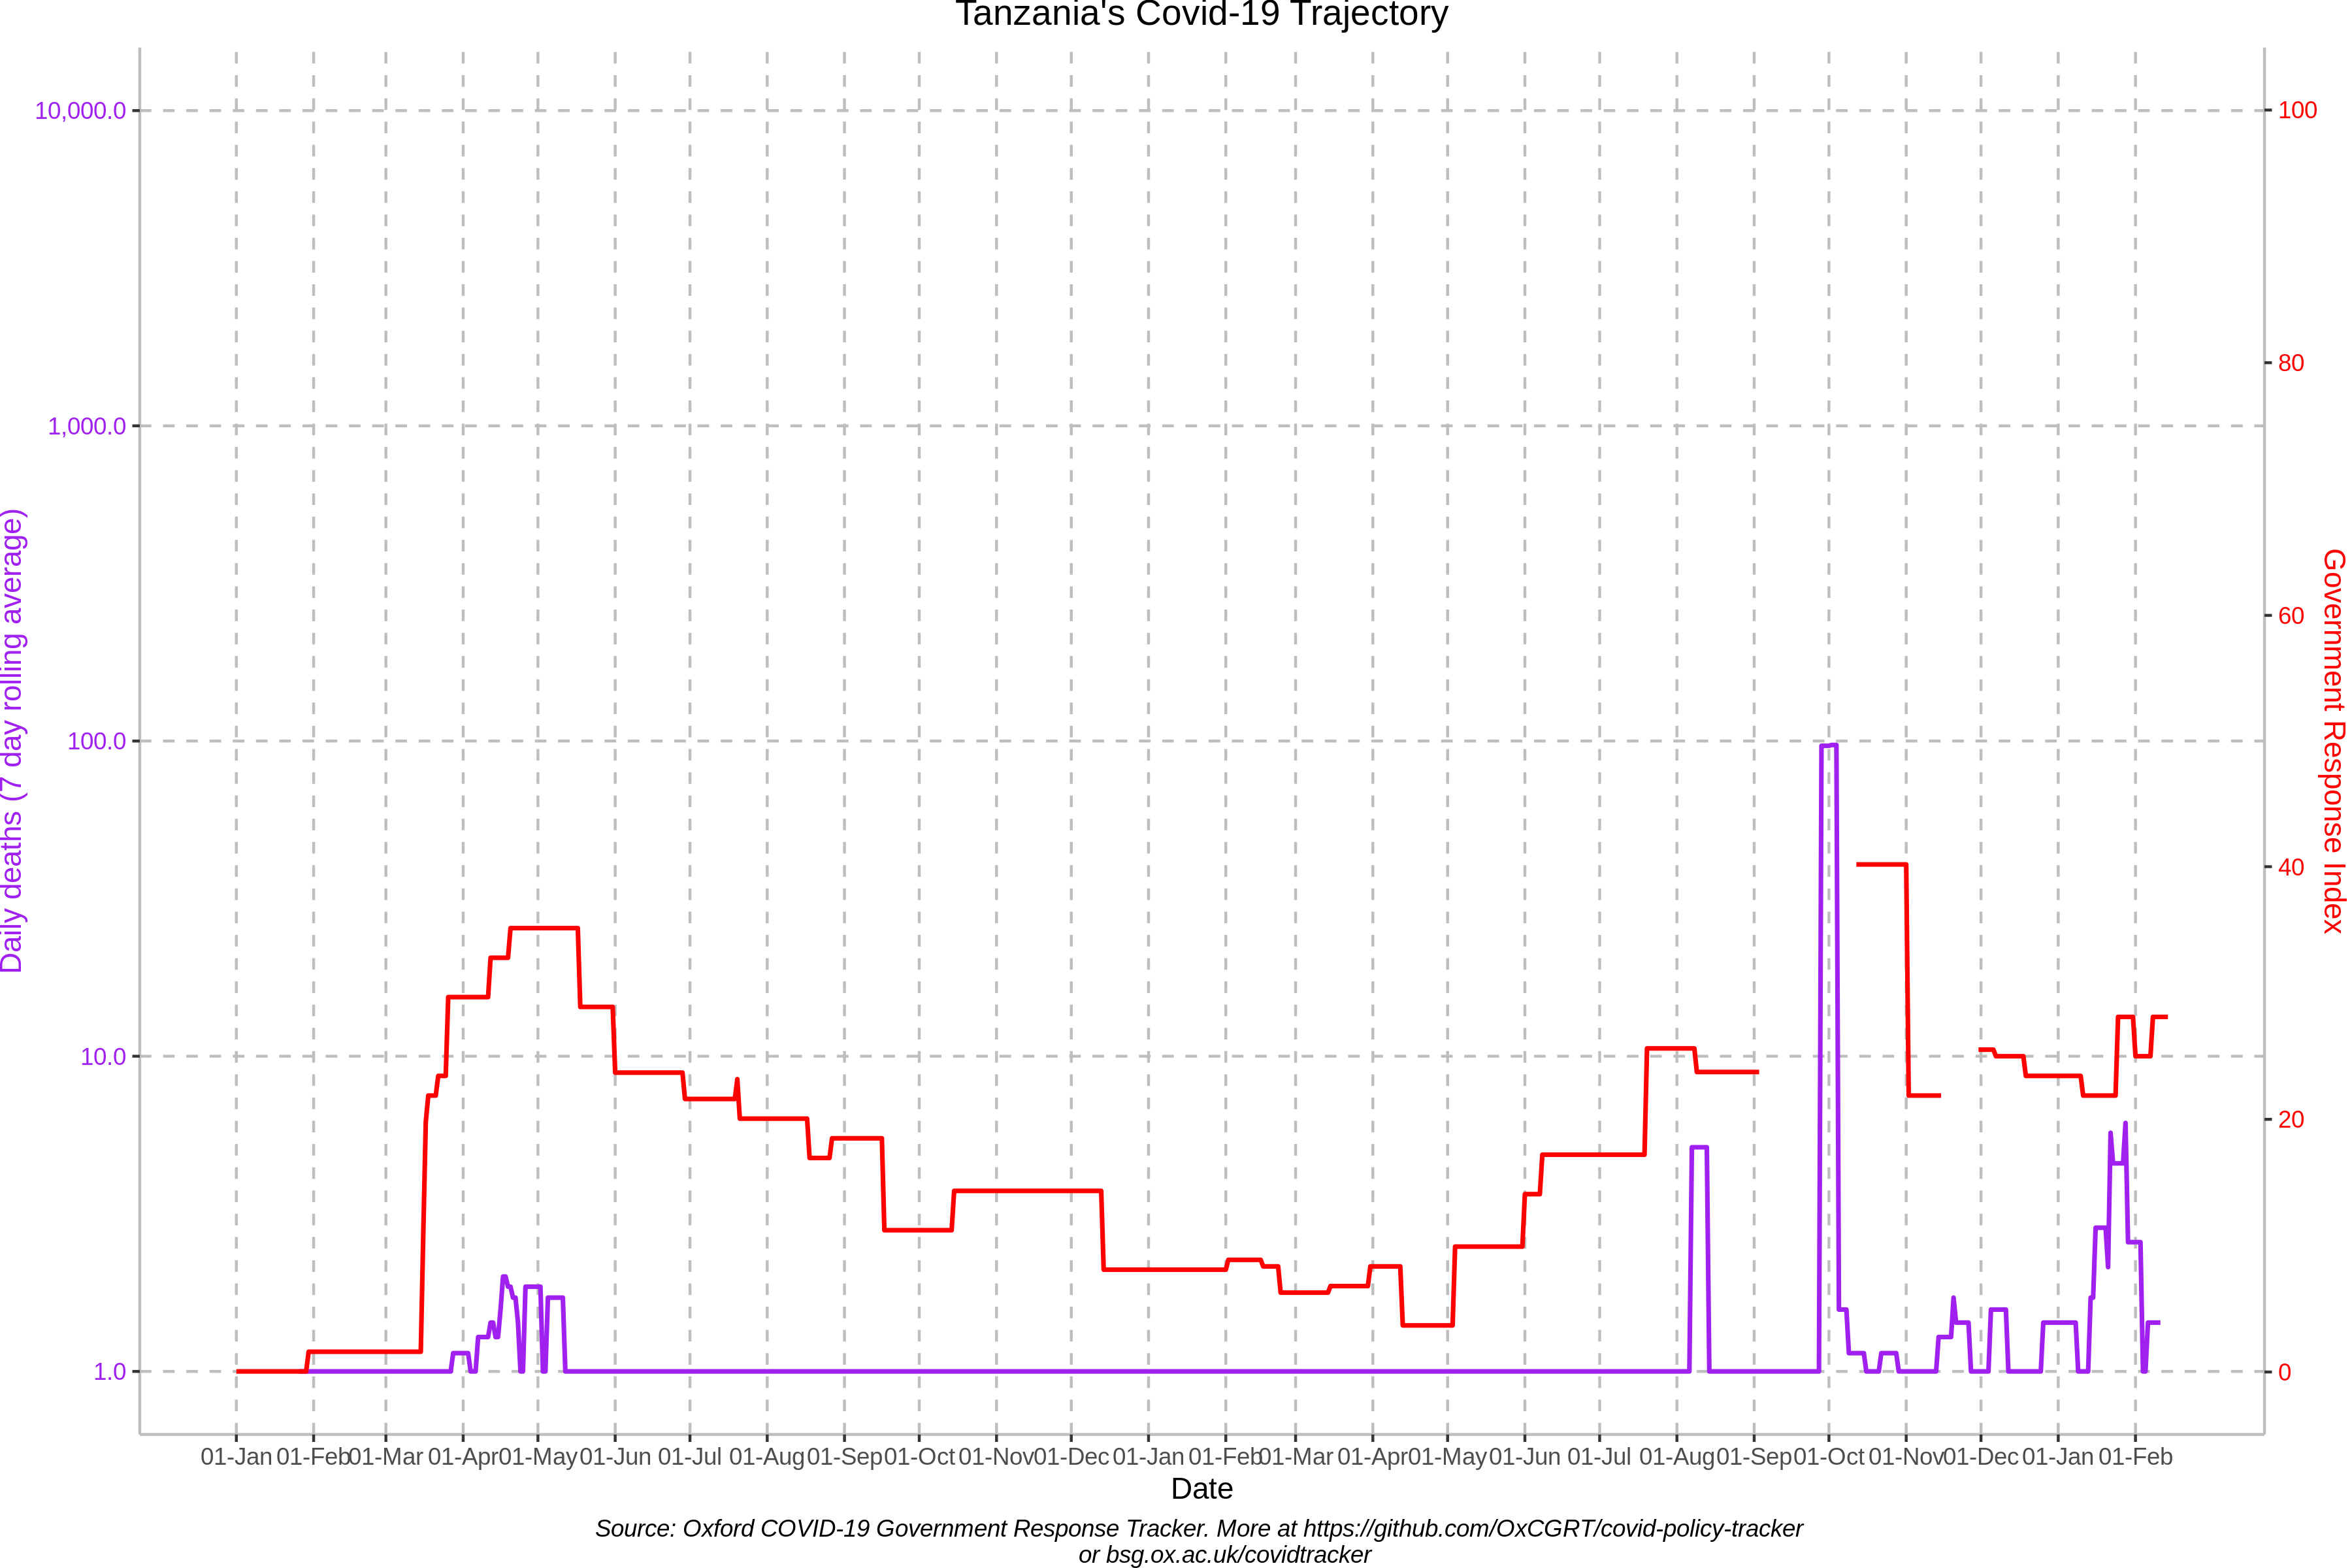 Tanzania's Covid-19 Trajectory
10,000.0
1,000.0
100.0
10.0
1.0
Daily deaths (7 day rolling average)
100
80
60
40
20
0
Government Response Index
01-Jan 01-Feb 01-Mar 01-Apr 01-May 01-Jun 01-Jul 01-Aug 01-Sep 01-Oct 01-Nov 01-Dec 01-Jan 01-Feb 01-Mar 01-Apr 01-May 01-Jun 01-Jul 01-Aug 01-Sep 01-Oct 01-Nov 01-Dec 01-Jan 01-Feb
Date
Source: Oxford COVID-19 Government Response Tracker. More at https://github.com/OxCGRT/covid-policy-tracker
or bsg.ox.ac.uk/covidtracker